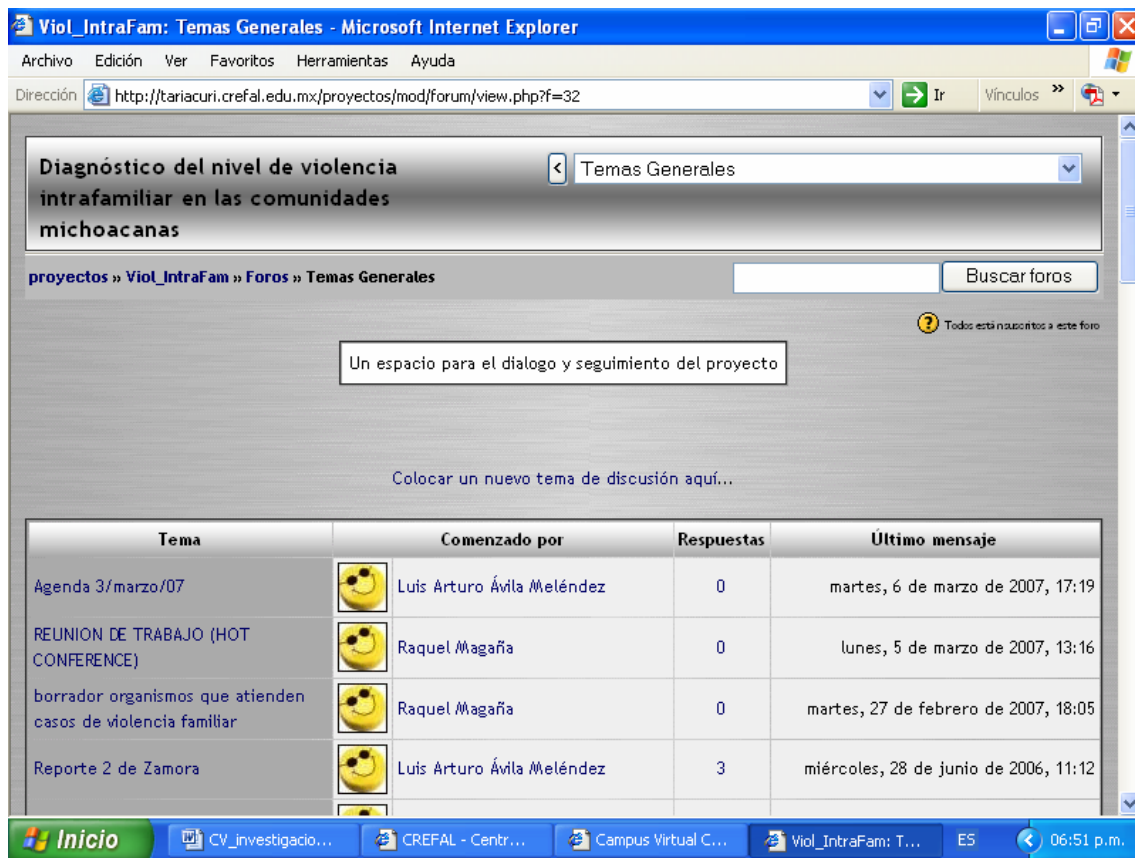 Viol_IntraFam: Temas Generales - Microsoft Internet Explorer
Archivo Edición Ver Favoritos Herramientas Ayuda
Dirección http://tariacuri.crefal.edu.mx/proyectos/mod/forum/view.php?f=32 Ir Vínculos »
Diagnóstico del nivel de violencia
intrafamiliar en las comunidades
michoacanas
< Temas Generales
proyectos » Viol_IntraFam » Foros » Temas Generales
Buscar foros
? Todos están suscritos a este foro
Un espacio para el dialogo y seguimiento del proyecto
Colocar un nuevo tema de discusión aquí...
Tema Comenzado por Respuestas Último mensaje
Agenda 3/marzo/07 Luis Arturo Ávila Meléndez 0 martes, 6 de marzo de 2007, 17:19
REUNION DE TRABAJO (HOT
CONFERENCE) Raquel Magaña 0 lunes, 5 de marzo de 2007, 13:16
borrador organismos que atienden
casos de violencia familiar Raquel Magaña 0 martes, 27 de febrero de 2007, 18:05
Reporte 2 de Zamora Luis Arturo Ávila Meléndez 3 miércoles, 28 de junio de 2006, 11:12
Inicio CV_investigacio... CREFAL - Centr... Campus Virtual C... Viol_IntraFam: T... ES 06:51 p.m.